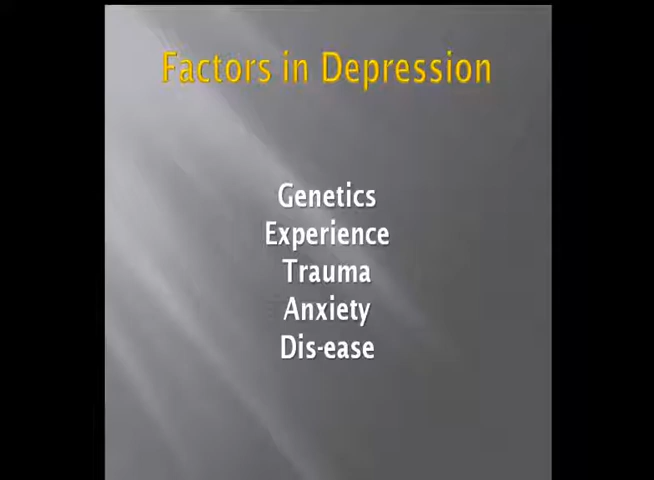 Factors in Depression
Genetics
Experience
Trauma
Anxiety
Dis-ease